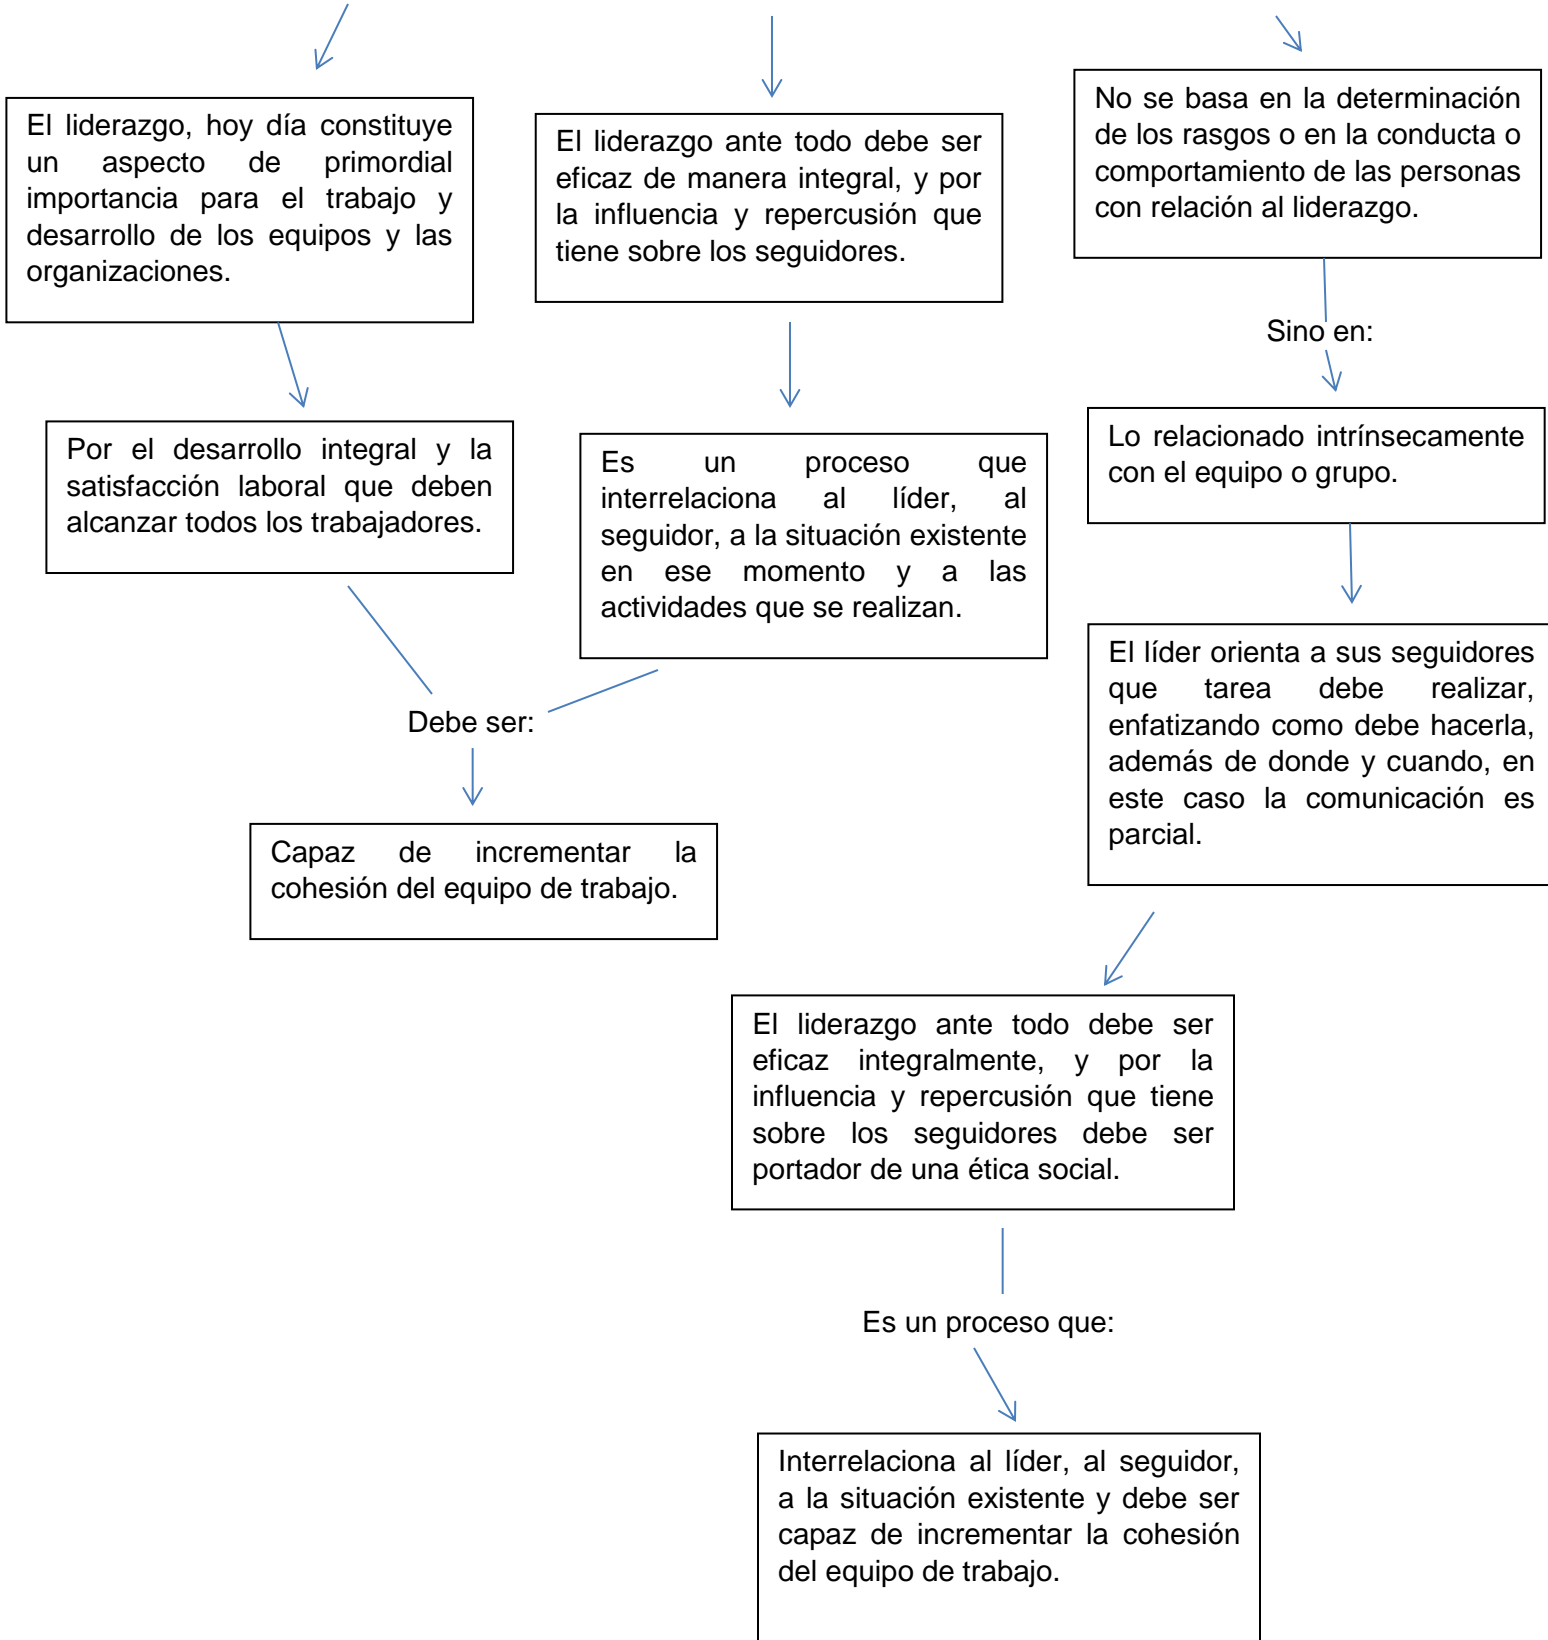 El liderazgo, hoy día constituye
un aspecto de primordial
importancia para el trabajo y
desarrollo de los equipos y las
organizaciones.
El liderazgo ante todo debe ser
eficaz de manera integral, y por
la influencia y repercusión que
tiene sobre los seguidores.
No se basa en la determinación
de los rasgos o en la conducta o
comportamiento de las personas
con relación al liderazgo.
Sino en:
Por el desarrollo integral y la
satisfacción laboral que deben
alcanzar todos los trabajadores.
Es un proceso que
interrelaciona al líder, al
seguidor, a la situación existente
en ese momento y a las
actividades que se realizan.
Lo relacionado intrínsecamente
con el equipo o grupo.
Debe ser:
El líder orienta a sus seguidores
que tarea debe realizar,
enfatizando como debe hacerla,
además de donde y cuando, en
este caso la comunicación es
parcial.
Capaz de incrementar la
cohesión del equipo de trabajo.
El liderazgo ante todo debe ser
eficaz integralmente, y por la
influencia y repercusión que tiene
sobre los seguidores debe ser
portador de una ética social.
Es un proceso que:
Interrelaciona al líder, al seguidor,
a la situación existente y debe ser
capaz de incrementar la cohesión
del equipo de trabajo.